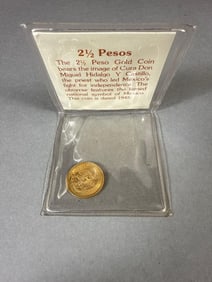 2½ Pesos
The 2½ Peso Gold Coin
bears the image of Cura Don
Miguel Hidalgo Y Castillo,
the priest who led Mexico's
fight for independence. The
observer features the famed
national symbol of Mexico.
This coin is dated 1945.